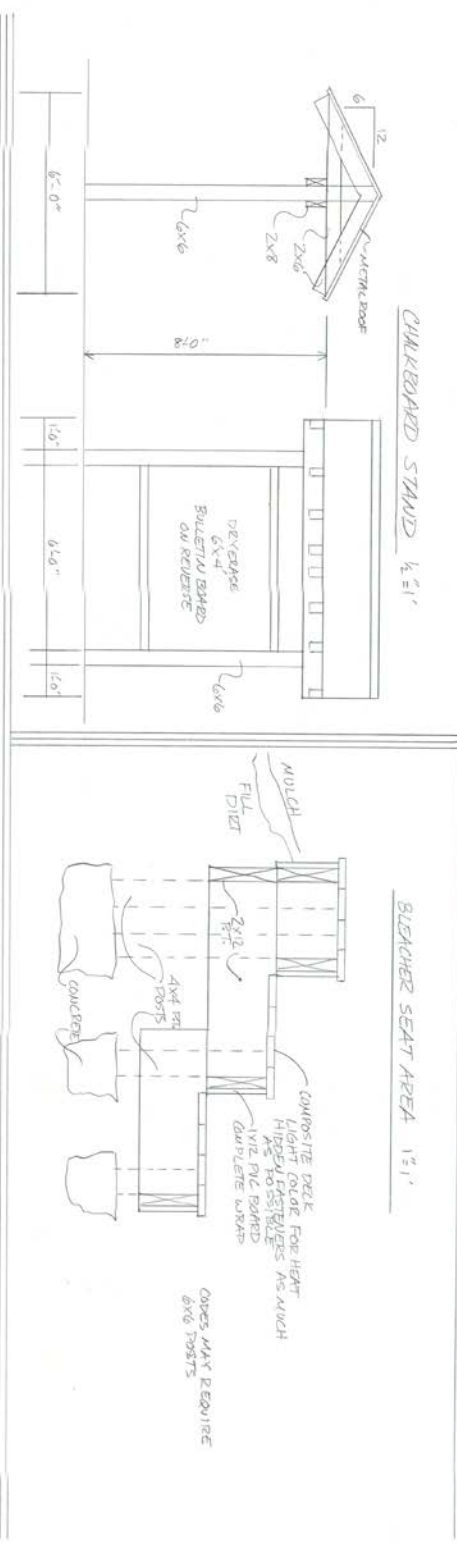 CHALKBOARD STAND ½"=1'
12
6
METAL ROOF
2x6
2x8
6x6
8'-0"
6'-0"
DRYERASE
6x4'
BULLETIN BOARD
ON REVERSE
6x6
1'-0"
6'-0"
1'-0"
BLEACHER SEAT AREA 1"=1'
MULCH
FILL
DIRT
2x12
P.T.
4x4 P.T.
POSTS
CONCRETE
COMPOSITE DECK
LIGHT COLOR FOR HEAT
HIDDEN FASTENERS AS MUCH
AS POSSIBLE
1x12 PVC BOARD
COMPLETE WRAP
CODES MAY REQUIRE
6x6 POSTS